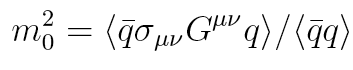 $m_0^2 = \langle \bar{q} \sigma_{\mu\nu} G^{\mu\nu} q \rangle / \langle \bar{q} q \rangle$